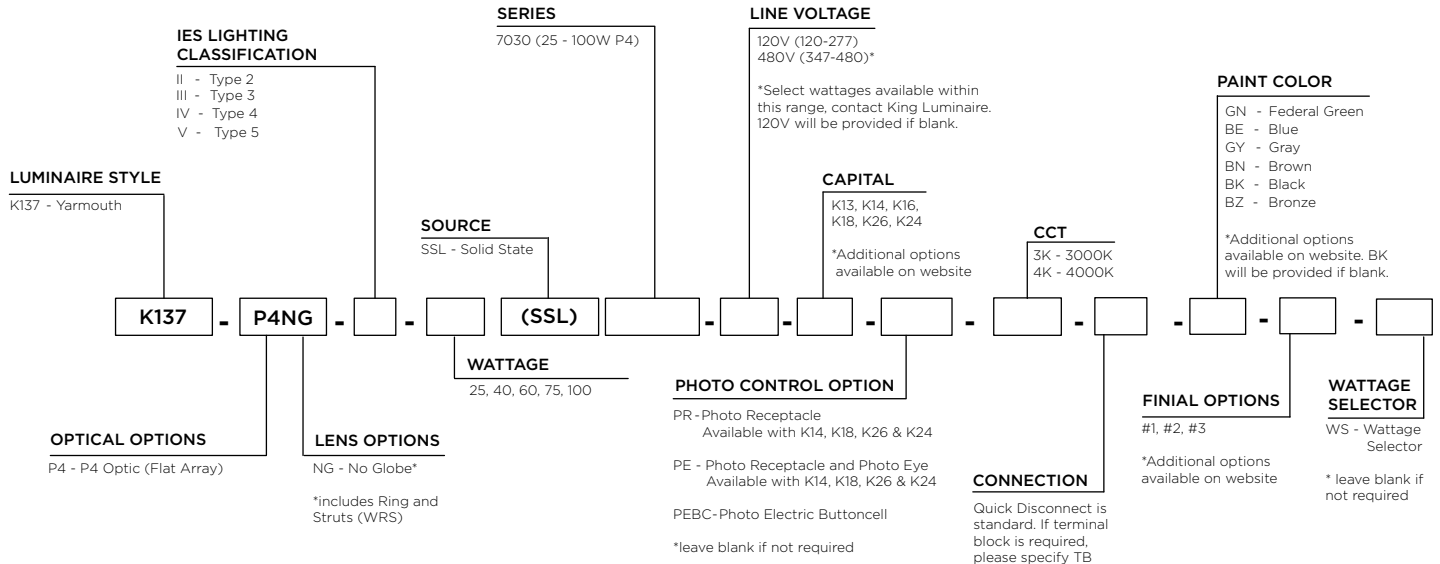 SERIES
7030 (25 - 100W P4)
LINE VOLTAGE
120V (120-277)
480V (347-480)*
*Select wattages available within
this range, contact King Luminaire.
120V will be provided if blank.
IES LIGHTING
CLASSIFICATION
II - Type 2
III - Type 3
IV - Type 4
V - Type 5
PAINT COLOR
GN - Federal Green
BE - Blue
GY - Gray
BN - Brown
BK - Black
BZ - Bronze
*Additional options
available on website. BK
will be provided if blank.
LUMINAIRE STYLE
K137 - Yarmouth
CAPITAL
K13, K14, K16,
K18, K26, K24
*Additional options
available on website
SOURCE
SSL - Solid State
CCT
3K - 3000K
4K - 4000K
K137 - P4NG - - (SSL) - - - - - - - -
WATTAGE
25, 40, 60, 75, 100
OPTICAL OPTIONS
P4 - P4 Optic (Flat Array)
LENS OPTIONS
NG - No Globe*
*includes Ring and
Struts (WRS)
PHOTO CONTROL OPTION
PR - Photo Receptacle
Available with K14, K18, K26 & K24
PE - Photo Receptacle and Photo Eye
Available with K14, K18, K26 & K24
PEBC-Photo Electric Buttoncell
*leave blank if not required
CONNECTION
Quick Disconnect is
standard. If terminal
block is required,
please specify TB
FINIAL OPTIONS
#1, #2, #3
*Additional options
available on website
WATTAGE
SELECTOR
WS - Wattage
Selector
* leave blank if
not required